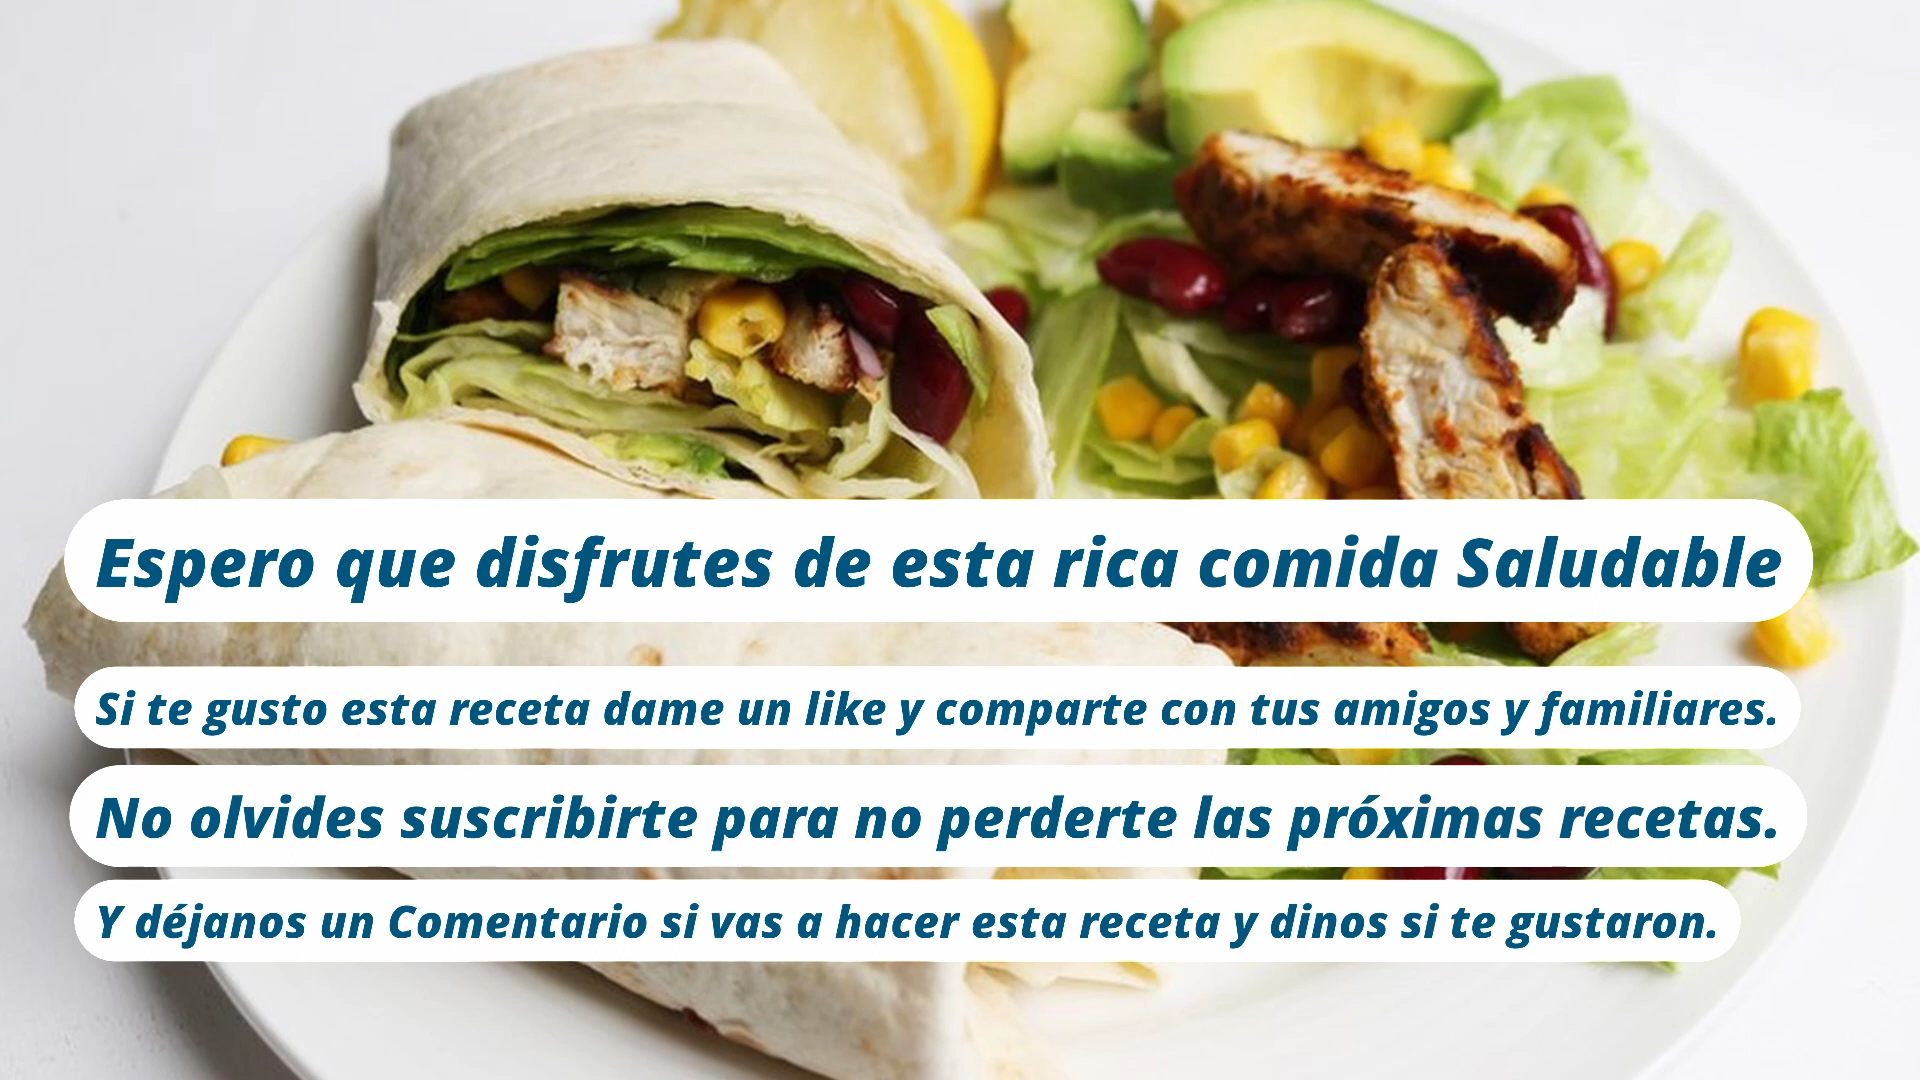 Espero que disfrutes de esta rica comida Saludable
Si te gusto esta receta dame un like y comparte con tus amigos y familiares.
No olvides suscribirte para no perderte las próximas recetas.
Y déjanos un Comentario si vas a hacer esta receta y dinos si te gustaron.